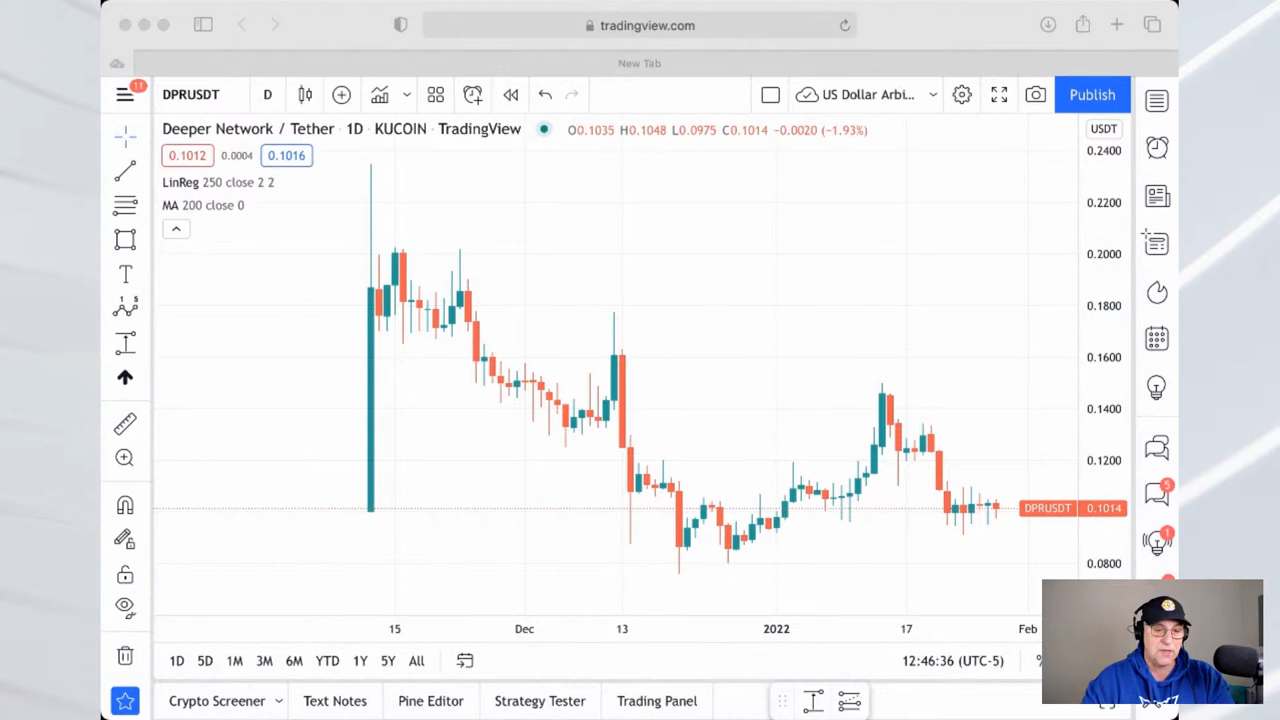 tradingview.com
New Tab
11
DPRUSDT D US Dollar Arbi... Publish
Deeper Network / Tether · 1D · KUCOIN · TradingView O0.1035 H0.1048 L0.0975 C0.1014 −0.0020 (−1.93%) USDT
0.1012 0.0004 0.1016
LinReg 250 close 2 2
MA 200 close 0
0.2400
0.2200
0.2000
0.1800
0.1600
0.1400
0.1200
DPRUSDT 0.1014
0.0800
5
1
15 Dec 13 2022 17 Feb
1D 5D 1M 3M 6M YTD 1Y 5Y All 12:46:36 (UTC-5)
Crypto Screener Text Notes Pine Editor Strategy Tester Trading Panel